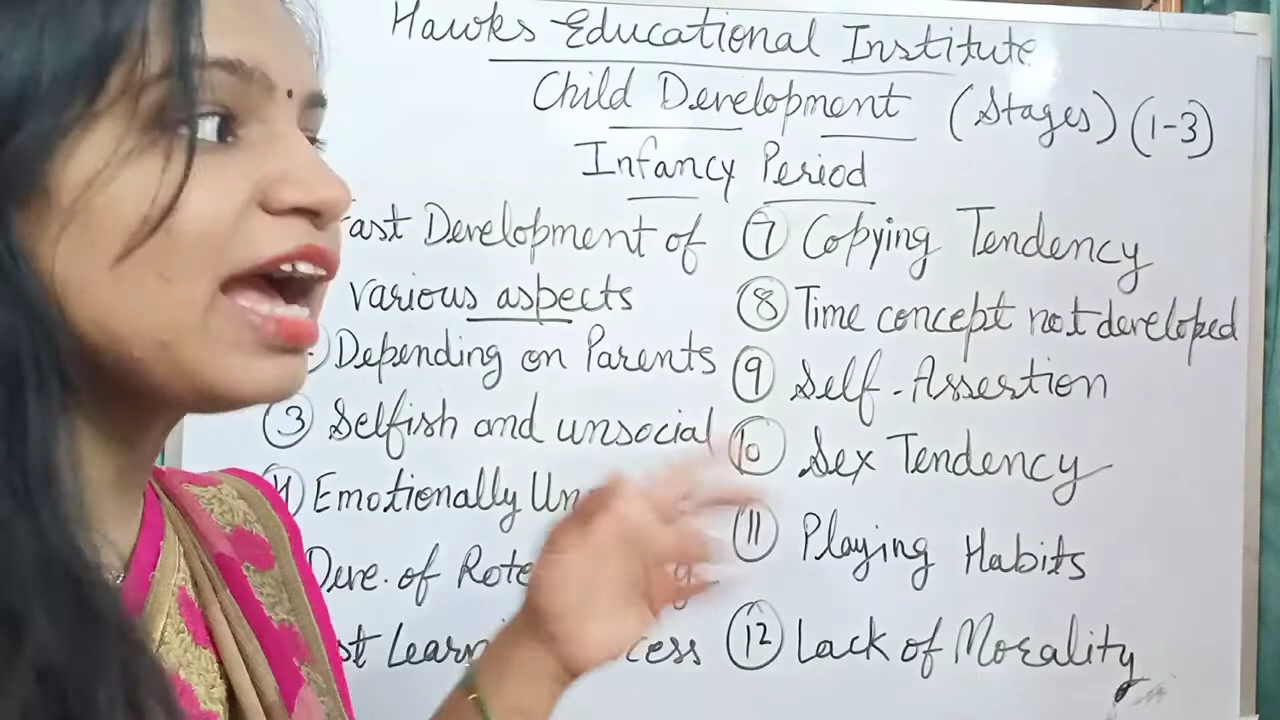 Hawks Educational Institute
Child Development (Stages) (1-3)
Infancy Period
Fast Development of
various aspects
Depending on Parents
3 Selfish and unsocial
4 Emotionally
Deve. of Rote
cess
7 Copying Tendency
8 Time concept not developed
9 Self-Assertion
10 Sex Tendency
11 Playing Habits
12 Lack of Morality